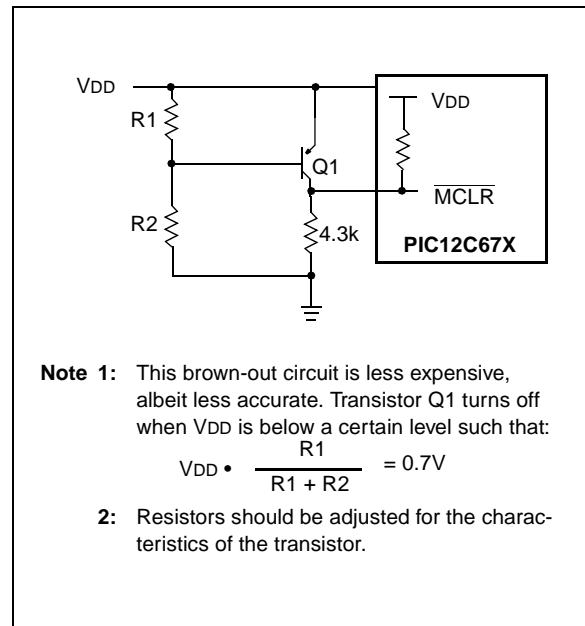 VDD
R1
VDD
Q1
MCLR
R2
4.3k
PIC12C67X
Note 1: This brown-out circuit is less expensive,
albeit less accurate. Transistor Q1 turns off
when VDD is below a certain level such that:
VDD • R1 / R1 + R2 = 0.7V
2: Resistors should be adjusted for the charac-
teristics of the transistor.